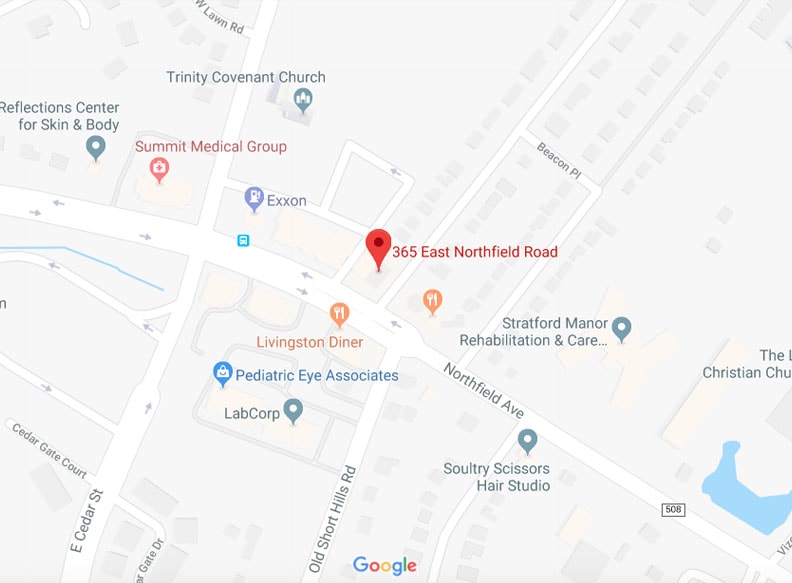 W Lawn Rd
Trinity Covenant Church
Reflections Center
for Skin & Body
Summit Medical Group
Beacon Pl
Exxon
365 East Northfield Road
Livingston Diner
Stratford Manor
Rehabilitation & Care...
Pediatric Eye Associates
LabCorp
Northfield Ave
Christian Chu
The L
Soultry Scissors
Hair Studio
Cedar Gate Court
E Cedar St
Old Short Hills Rd
508
Google